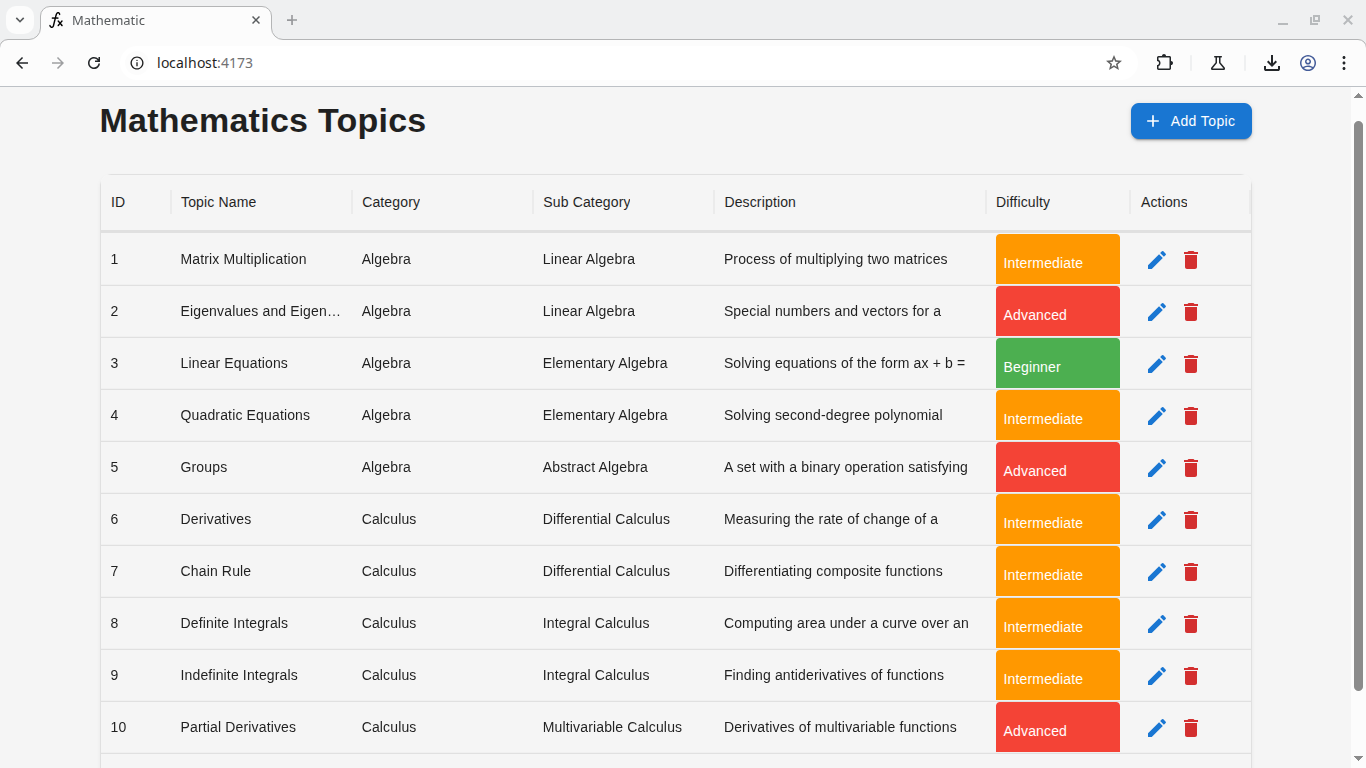 Mathematic
localhost:4173
Mathematics Topics
Add Topic
ID Topic Name Category Sub Category Description Difficulty Actions
1 Matrix Multiplication Algebra Linear Algebra Process of multiplying two matrices Intermediate
2 Eigenvalues and Eigen… Algebra Linear Algebra Special numbers and vectors for a Advanced
3 Linear Equations Algebra Elementary Algebra Solving equations of the form ax + b = Beginner
4 Quadratic Equations Algebra Elementary Algebra Solving second-degree polynomial Intermediate
5 Groups Algebra Abstract Algebra A set with a binary operation satisfying Advanced
6 Derivatives Calculus Differential Calculus Measuring the rate of change of a Intermediate
7 Chain Rule Calculus Differential Calculus Differentiating composite functions Intermediate
8 Definite Integrals Calculus Integral Calculus Computing area under a curve over an Intermediate
9 Indefinite Integrals Calculus Integral Calculus Finding antiderivatives of functions Intermediate
10 Partial Derivatives Calculus Multivariable Calculus Derivatives of multivariable functions Advanced